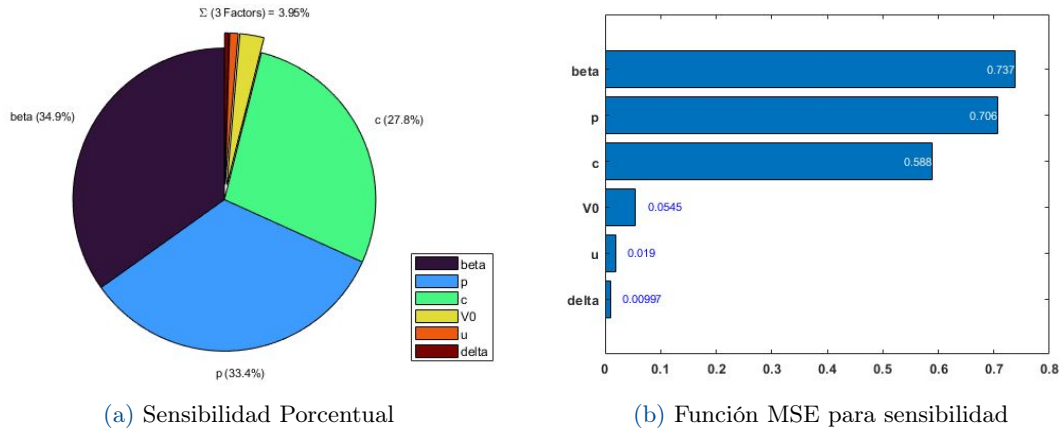 Σ (3 Factors) = 3.95%
beta (34.9%)
c (27.8%)
p (33.4%)
beta
p
c
V0
u
delta
(a) Sensibilidad Porcentual
beta
0.737
p
0.706
c
0.588
V0
0.0545
u
0.019
delta
0.00997
0 0.1 0.2 0.3 0.4 0.5 0.6 0.7 0.8
(b) Función MSE para sensibilidad